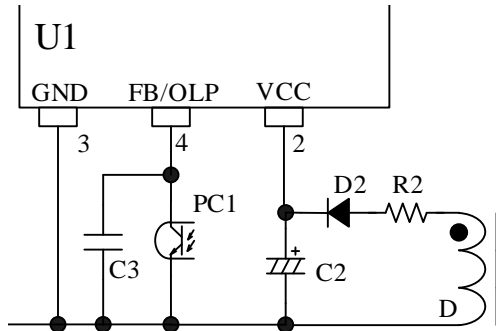 U1
GND FB/OLP VCC
3 4 2
D2 R2
PC1
+
C3 C2
D